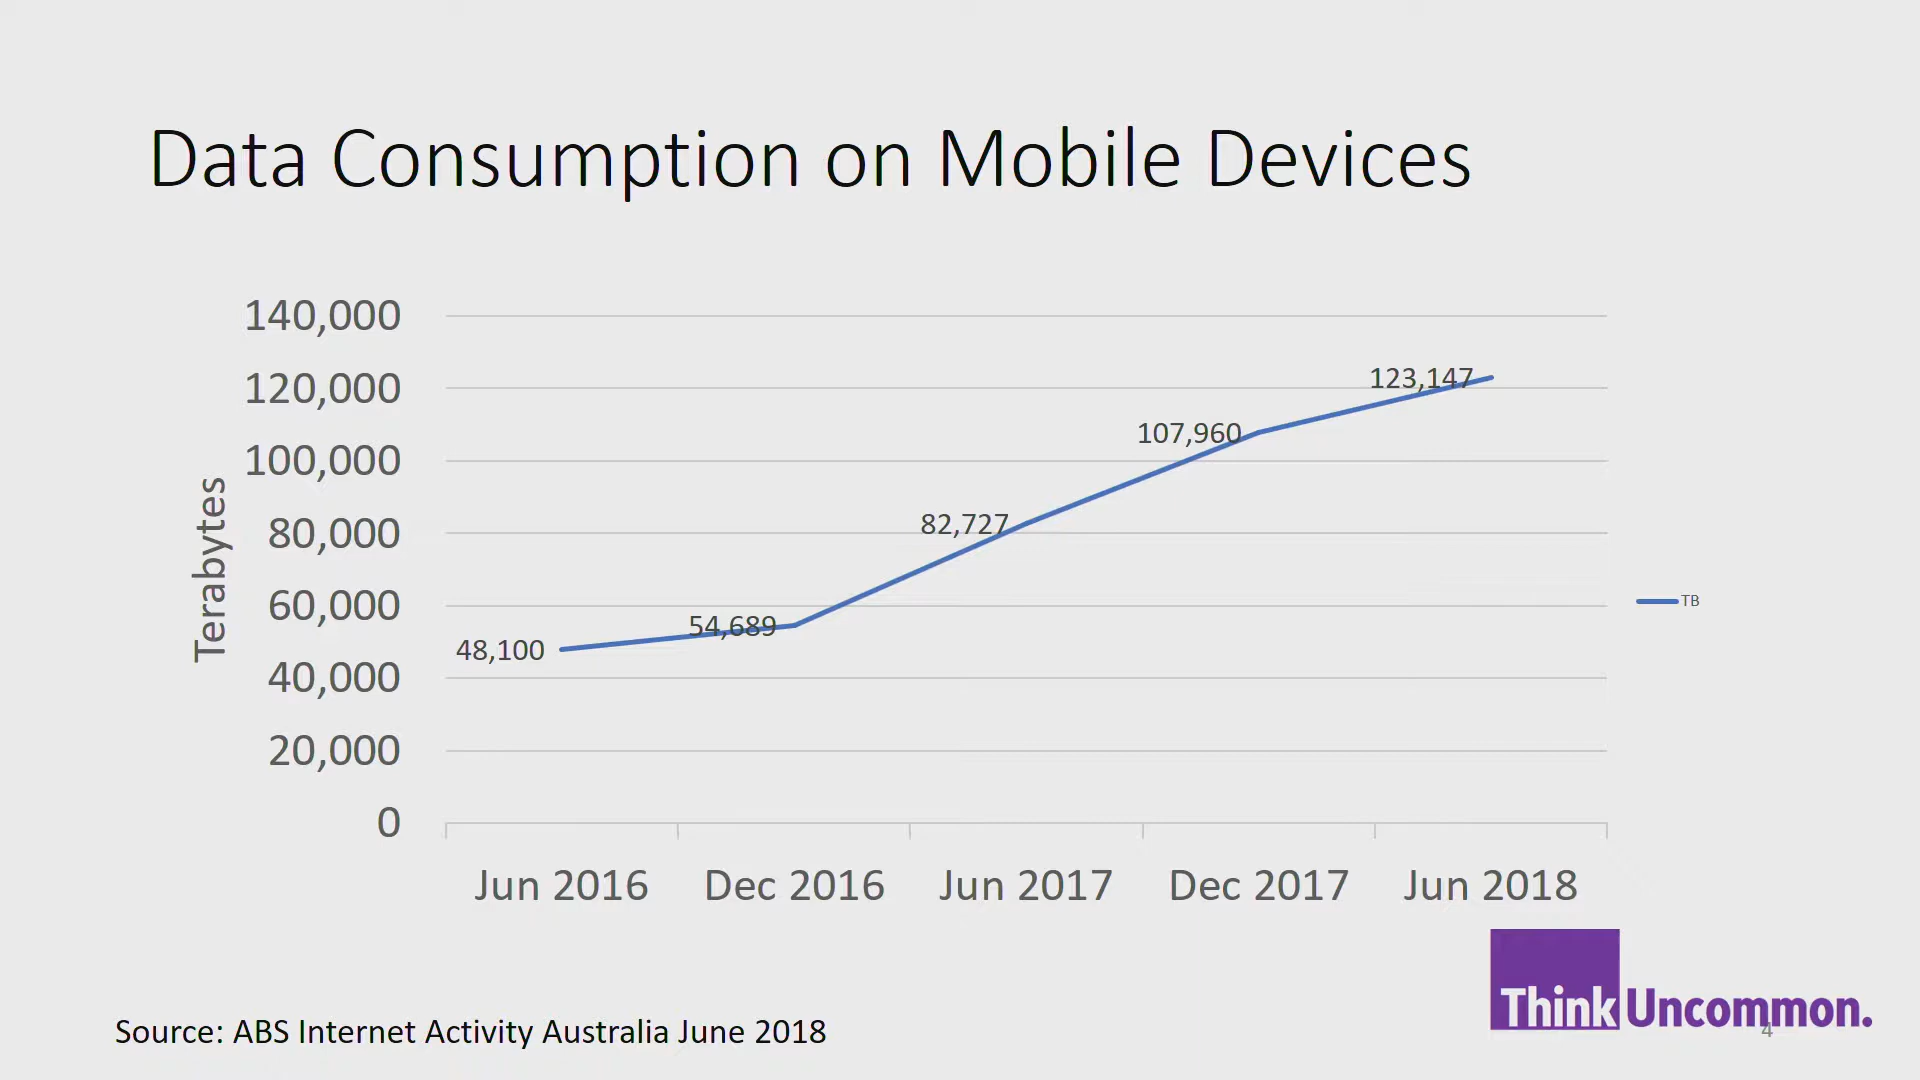 Data Consumption on Mobile Devices
140,000
120,000
100,000
80,000
60,000
40,000
20,000
0
Terabytes
48,100
54,689
82,727
107,960
123,147
TB
Jun 2016 Dec 2016 Jun 2017 Dec 2017 Jun 2018
Source: ABS Internet Activity Australia June 2018
Think Uncommon.
4